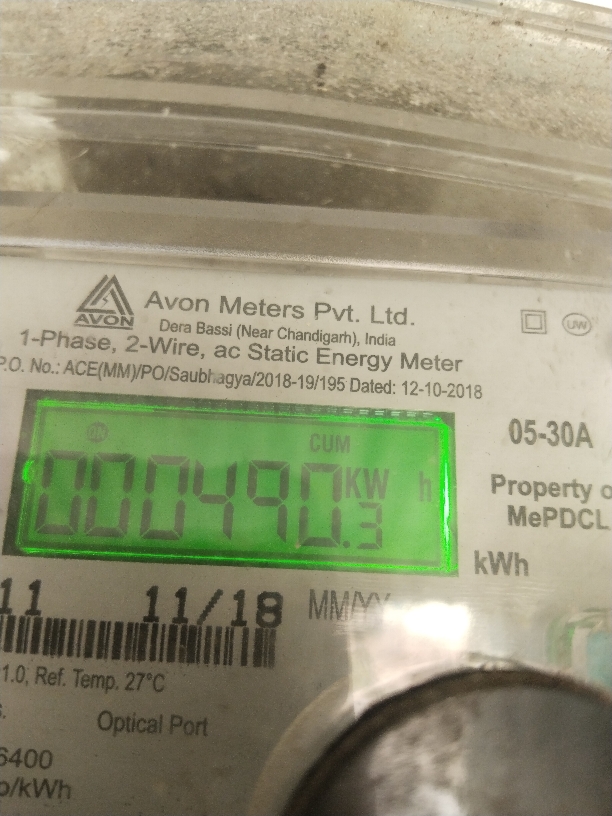 Avon Meters Pvt. Ltd.
AVON
Dera Bassi (Near Chandigarh), India
UW
1-Phase, 2-Wire, ac Static Energy Meter
P.O. No.: ACE(MM)/PO/Saubhagya/2018-19/195 Dated: 12-10-2018
05-30A
ON
CUM
000490.3 KW h
Property
MePDCL
kWh
11 11/18 MM/YY
1.0, Ref. Temp. 27°C
Optical Port
6400
/kWh